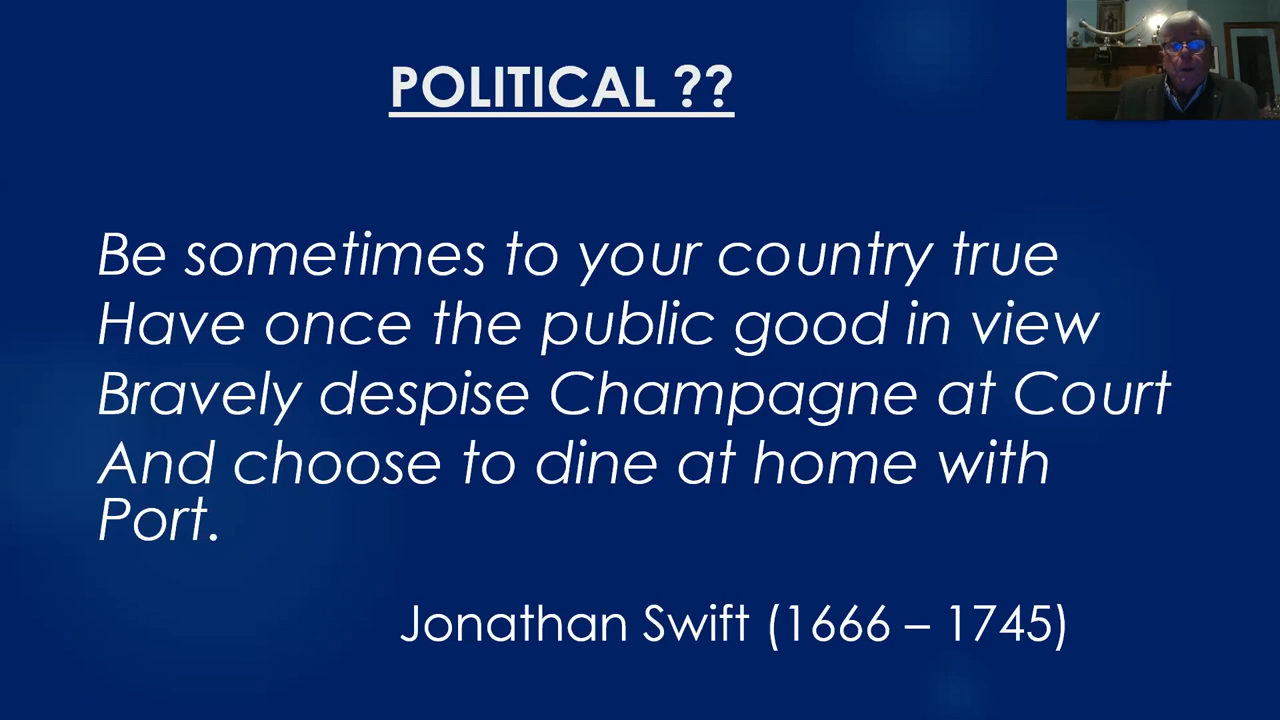 POLITICAL ??
Be sometimes to your country true
Have once the public good in view
Bravely despise Champagne at Court
And choose to dine at home with
Port.
Jonathan Swift (1666 – 1745)